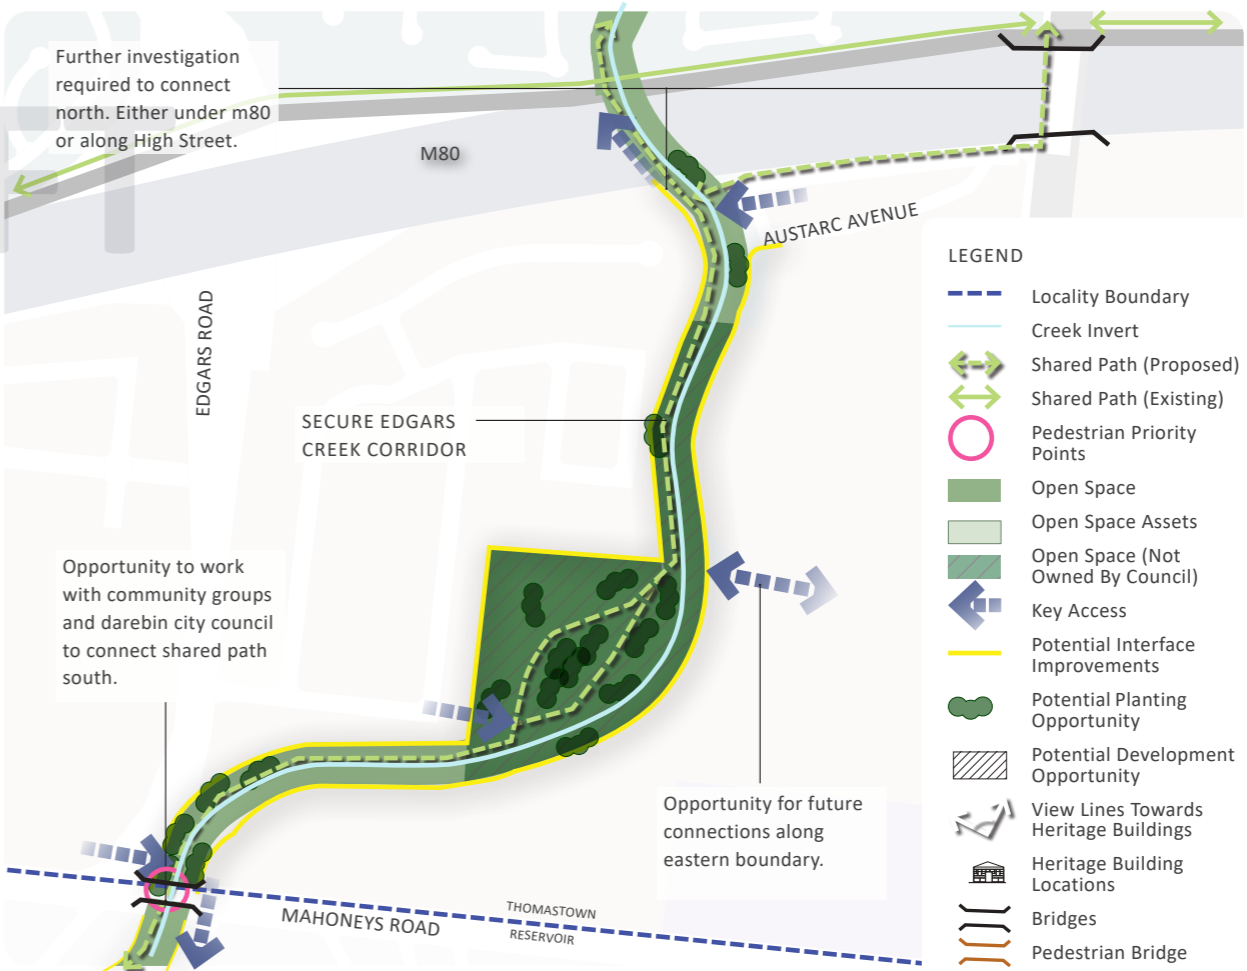 Further investigation
required to connect
north. Either under m80
or along High Street.
M80
AUSTARC AVENUE
EDGARS ROAD
SECURE EDGARS
CREEK CORRIDOR
Opportunity to work
with community groups
and darebin city council
to connect shared path
south.
Opportunity for future
connections along
eastern boundary.
MAHONEYS ROAD
THOMASTOWN
RESERVOIR
LEGEND
Locality Boundary
Creek Invert
Shared Path (Proposed)
Shared Path (Existing)
Pedestrian Priority
Points
Open Space
Open Space Assets
Open Space (Not
Owned By Council)
Key Access
Potential Interface
Improvements
Potential Planting
Opportunity
Potential Development
Opportunity
View Lines Towards
Heritage Buildings
Heritage Building
Locations
Bridges
Pedestrian Bridge